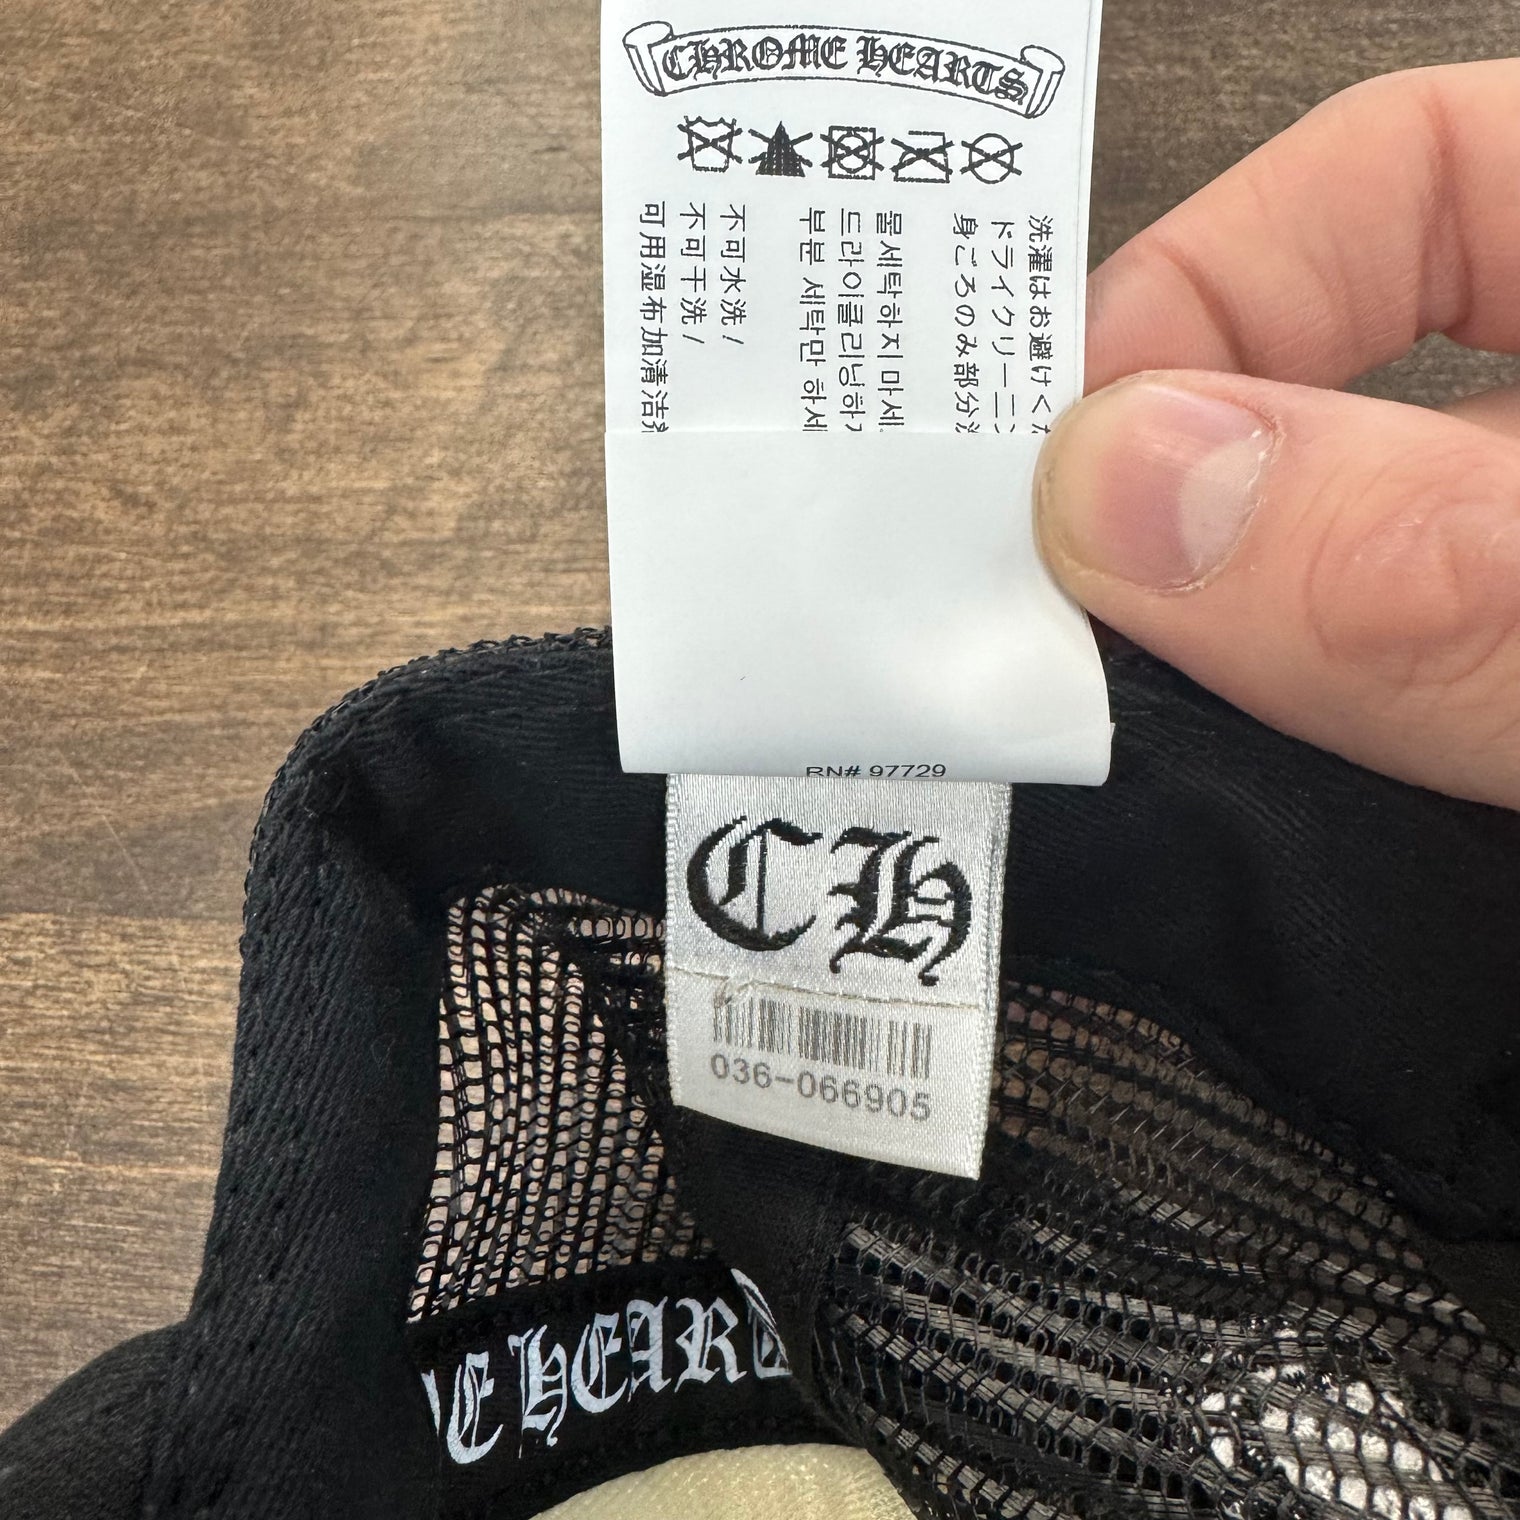 CHROME HEARTS
洗濯はお避けくだ
ドライクリーニン
身ごろのみ部分
물세탁하지 마세
드라이클리닝하
부분 세탁만 하세
不可水洗 /
不可干洗 /
可用湿布加清洁
RN# 97729
CH
036-066905
E HEART